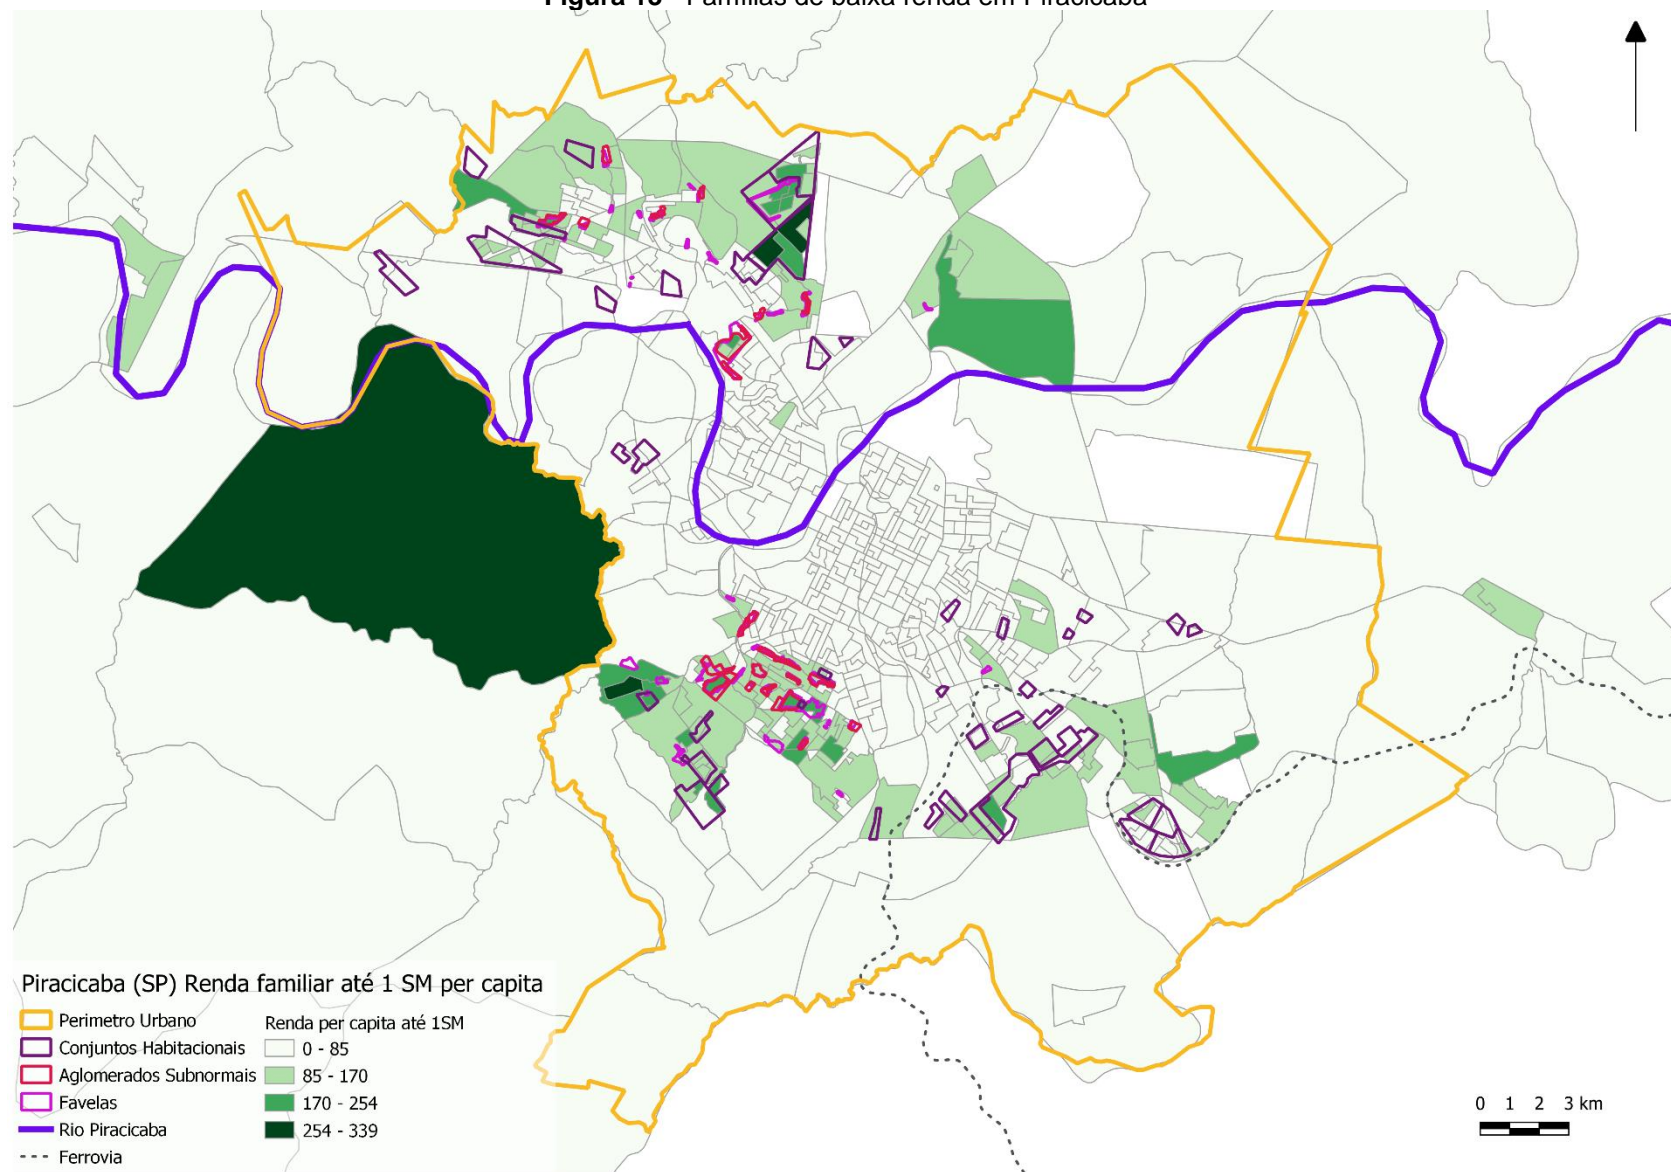 Famílias de baixa renda em Piracicaba
Piracicaba (SP) Renda familiar até 1 SM per capita
Perimetro Urbano
Conjuntos Habitacionais
Aglomerados Subnormais
Favelas
Rio Piracicaba
Ferrovia
Renda per capita até 1SM
0 - 85
85 - 170
170 - 254
254 - 339
0 1 2 3 km